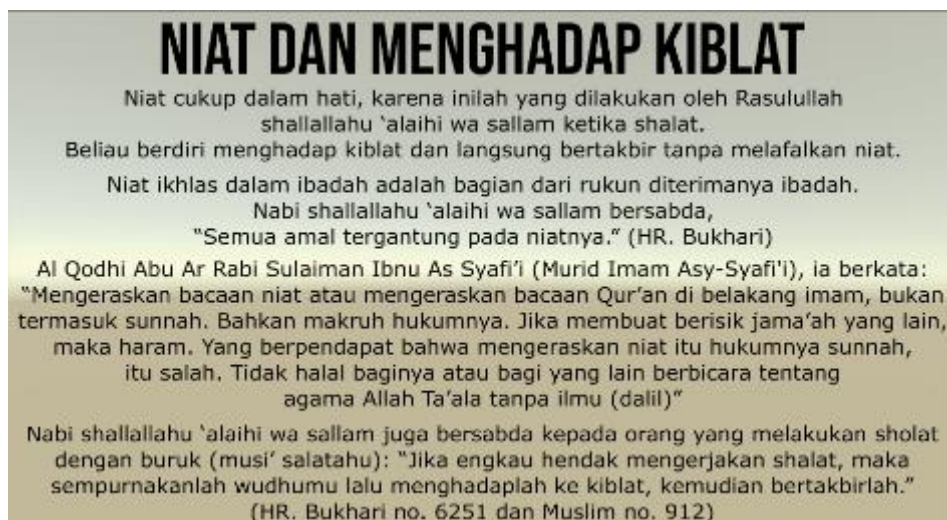 NIAT DAN MENGHADAP KIBLAT
Niat cukup dalam hati, karena inilah yang dilakukan oleh Rasulullah
shallallahu ‘alaihi wa sallam ketika shalat.
Beliau berdiri menghadap kiblat dan langsung bertakbir tanpa melafalkan niat.
Niat ikhlas dalam ibadah adalah bagian dari rukun diterimanya ibadah.
Nabi shallallahu ‘alaihi wa sallam bersabda,
“Semua amal tergantung pada niatnya.” (HR. Bukhari)
Al Qodhi Abu Ar Rabi Sulaiman Ibnu As Syafi’i (Murid Imam Asy-Syafi'i), ia berkata:
“Mengeraskan bacaan niat atau mengeraskan bacaan Qur’an di belakang imam, bukan
termasuk sunnah. Bahkan makruh hukumnya. Jika membuat berisik jama’ah yang lain,
maka haram. Yang berpendapat bahwa mengeraskan niat itu hukumnya sunnah,
itu salah. Tidak halal baginya atau bagi yang lain berbicara tentang
agama Allah Ta’ala tanpa ilmu (dalil)”
Nabi shallallahu ‘alaihi wa sallam juga bersabda kepada orang yang melakukan sholat
dengan buruk (musi’ salatahu): “Jika engkau hendak mengerjakan shalat, maka
sempurnakanlah wudhumu lalu menghadaplah ke kiblat, kemudian bertakbirlah.”
(HR. Bukhari no. 6251 dan Muslim no. 912)